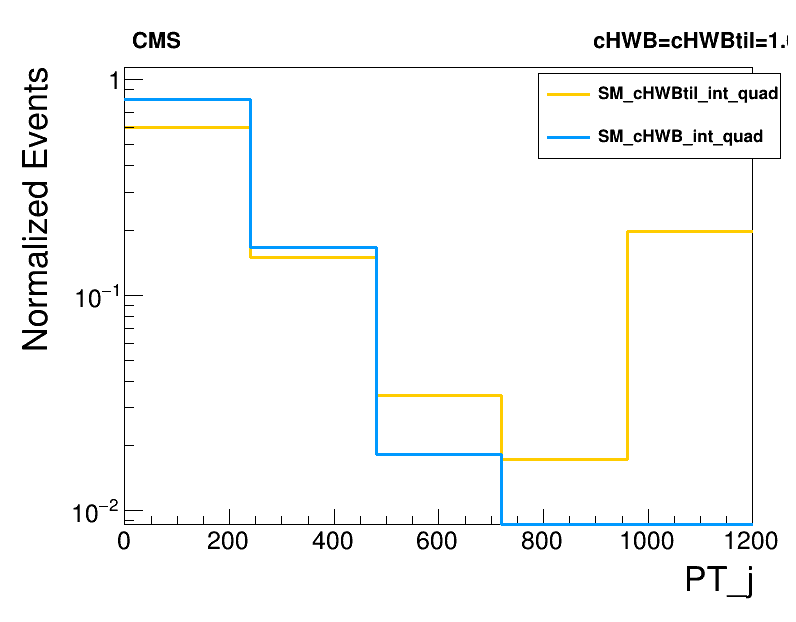 CMS
cHWB=cHWBtil=1.
Normalized Events
SM_cHWBtil_int_quad
SM_cHWB_int_quad
1
10⁻¹
10⁻²
0 200 400 600 800 1000 1200
PT_j